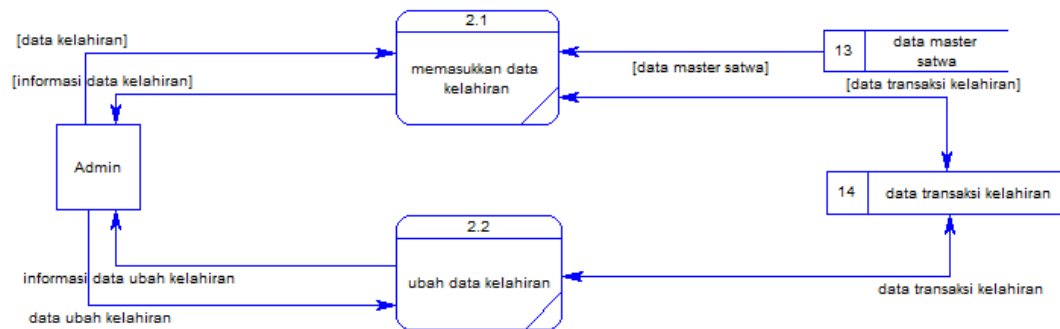 2.1
[data kelahiran]
13
data master
satwa
[informasi data kelahiran]
memasukkan data
kelahiran
[data master satwa]
[data transaksi kelahiran]
Admin
14
data transaksi kelahiran
2.2
informasi data ubah kelahiran
ubah data kelahiran
data transaksi kelahiran
data ubah kelahiran